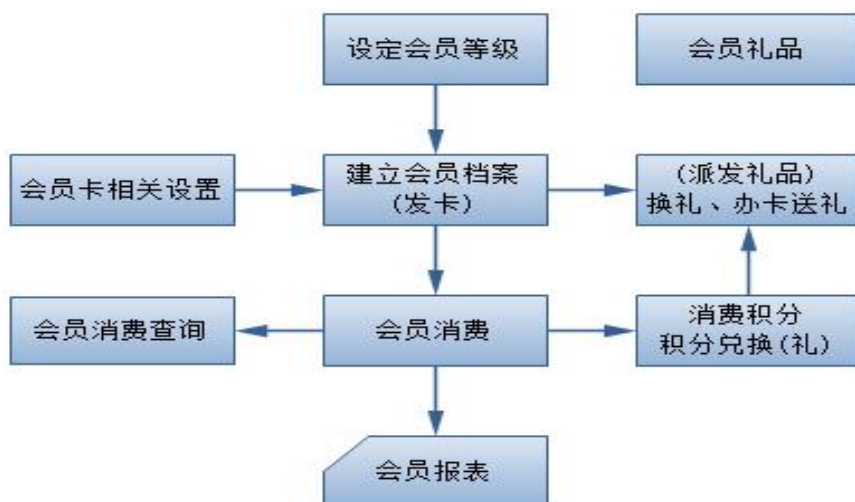 设定会员等级
会员礼品
会员卡相关设置
建立会员档案
(发卡)
(派发礼品)
换礼、办卡送礼
会员消费查询
会员消费
消费积分
积分兑换(礼)
会员报表